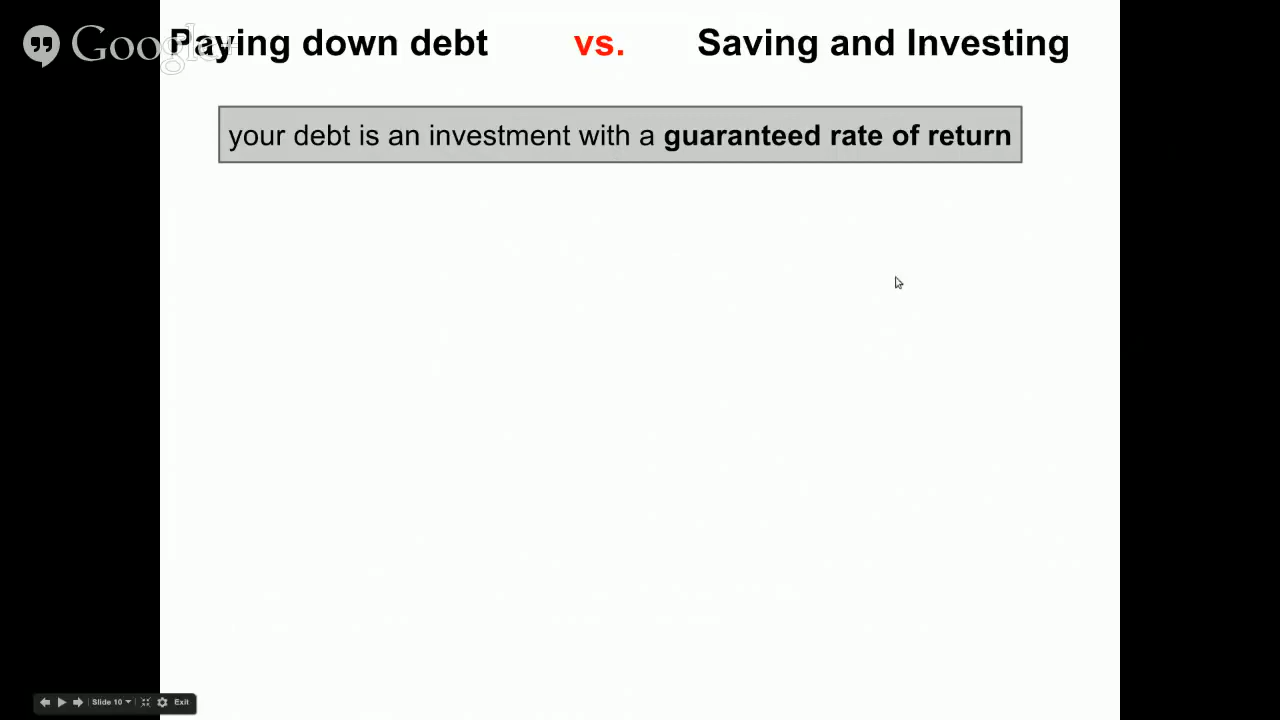 Google+
Paying down debt vs. Saving and Investing
your debt is an investment with a guaranteed rate of return
Slide 10 Exit